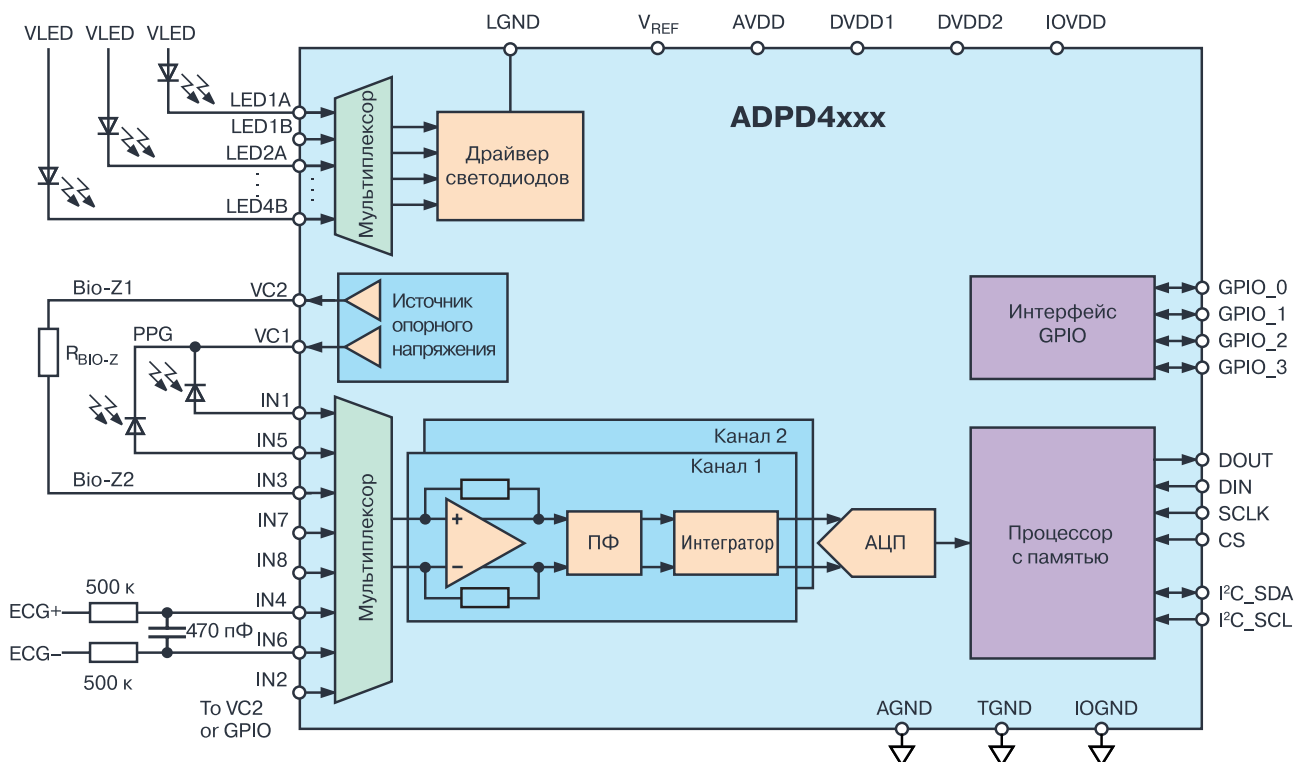 LGND
V_REF
AVDD
DVDD1
DVDD2
IOVDD
VLED
VLED
VLED
ADPD4xxx
LED1A
LED1B
LED2A
LED4B
Мультиплексор
Драйвер
светодиодов
Bio-Z1
VC2
PPG
VC1
R_BIO-Z
Источник
опорного
напряжения
Интерфейс
GPIO
GPIO_0
GPIO_1
GPIO_2
GPIO_3
IN1
IN5
Bio-Z2
IN3
IN7
IN8
IN4
IN6
IN2
Мультиплексор
Канал 2
Канал 1
+
−
ПФ
Интегратор
АЦП
Процессор
с памятью
DOUT
DIN
SCLK
CS
I²C_SDA
I²C_SCL
500 к
ECG+
470 пФ
ECG−
500 к
To VC2
or GPIO
AGND
TGND
IOGND